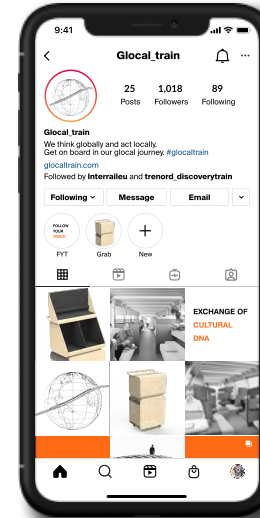 9:41
Glocal_train
25 1,018 89
Posts Followers Following
Glocal_train
We think globally and act locally.
Get on board in our glocal journey. #glocaltrain
glocaltrain.com
Followed by Interraileu and trenord_discoverytrain
Following Message Email
FOLLOW
YOUR
TRACK
FYT Grab New
EXCHANGE OF
CULTURAL
DNA